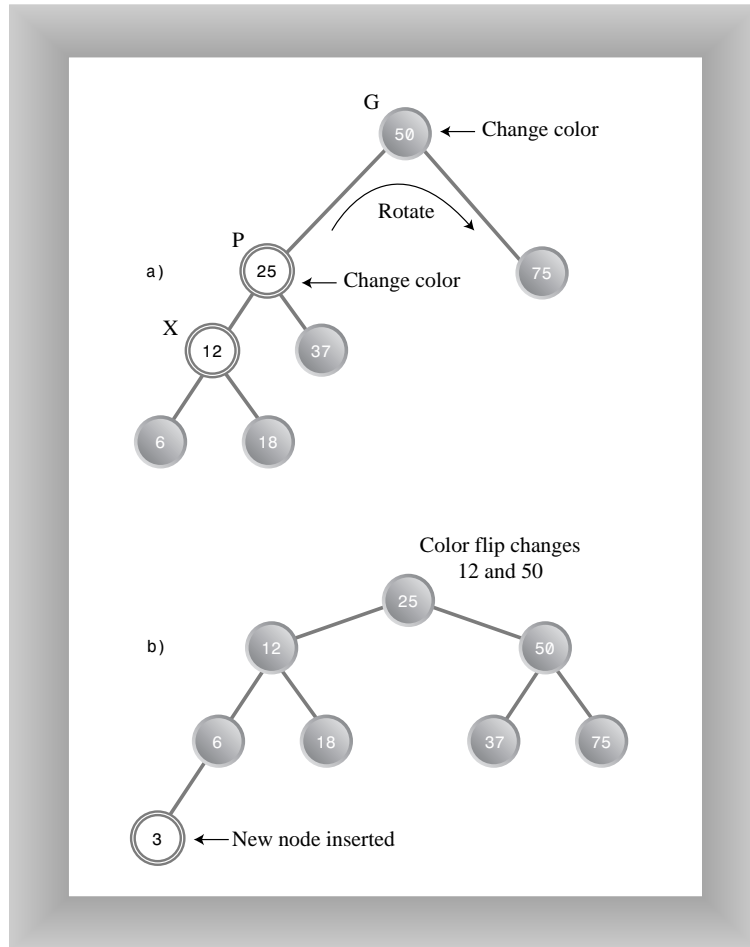 G
50
Change color
Rotate
P
a)
25
Change color
75
X
12
37
6
18
Color flip changes
12 and 50
25
b)
12
50
6
18
37
75
3
New node inserted